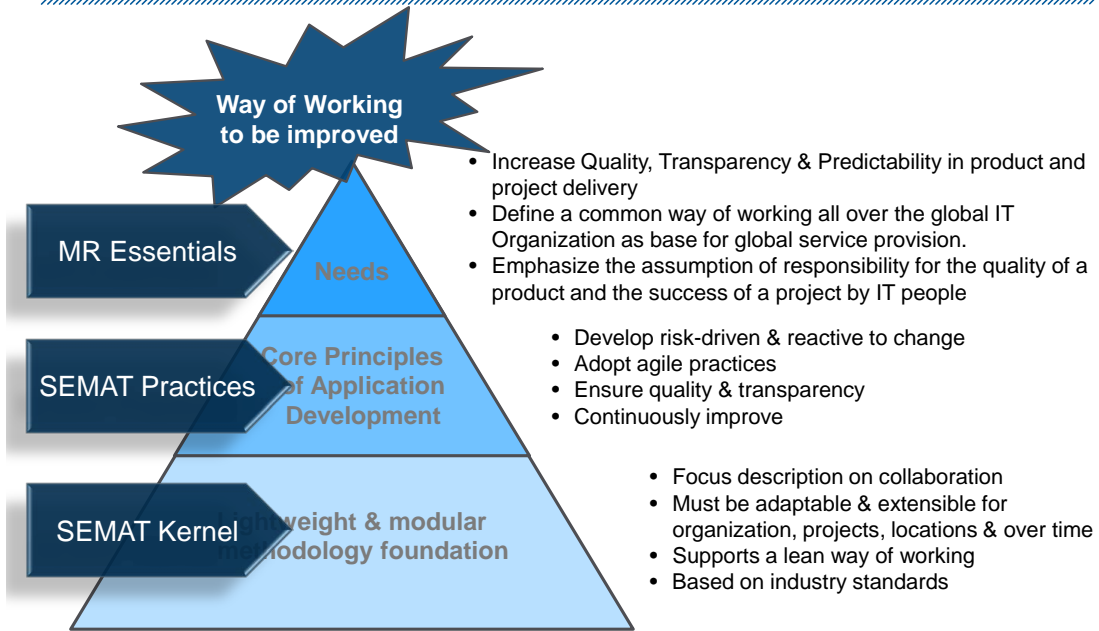 Way of Working
to be improved
MR Essentials
Needs
• Increase Quality, Transparency & Predictability in product and
project delivery
• Define a common way of working all over the global IT
Organization as base for global service provision.
• Emphasize the assumption of responsibility for the quality of a
product and the success of a project by IT people
SEMAT Practices
Core Principles
of Application
Development
• Develop risk-driven & reactive to change
• Adopt agile practices
• Ensure quality & transparency
• Continuously improve
SEMAT Kernel
Lightweight & modular
methodology foundation
• Focus description on collaboration
• Must be adaptable & extensible for
organization, projects, locations & over time
• Supports a lean way of working
• Based on industry standards